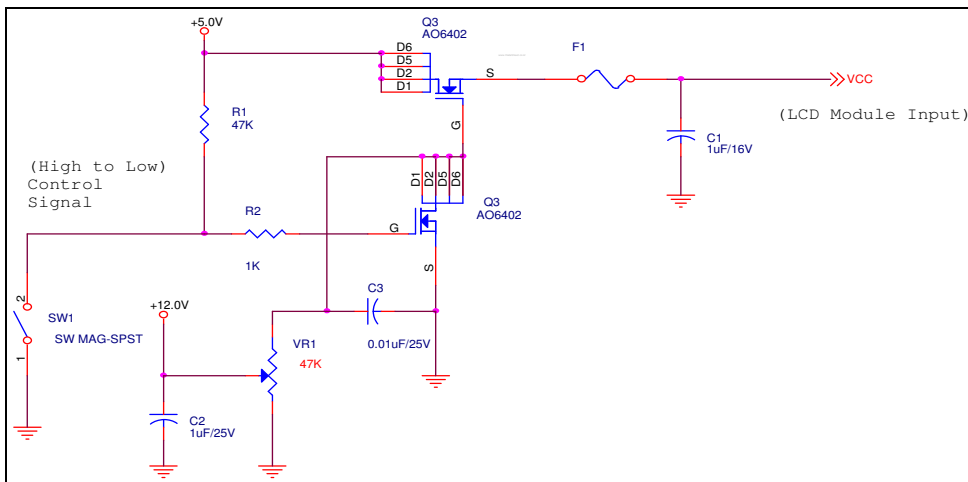 +5.0V
Q3
AO6402
D6
D5
D2
D1
S
G
F1
VCC
(LCD Module Input)
R1
47K
C1
1uF/16V
(High to Low)
Control
Signal
D1
D2
D5
D6
Q3
AO6402
R2
1K
G
S
2
SW1
SW MAG-SPST
1
+12.0V
C3
0.01uF/25V
VR1
47K
C2
1uF/25V